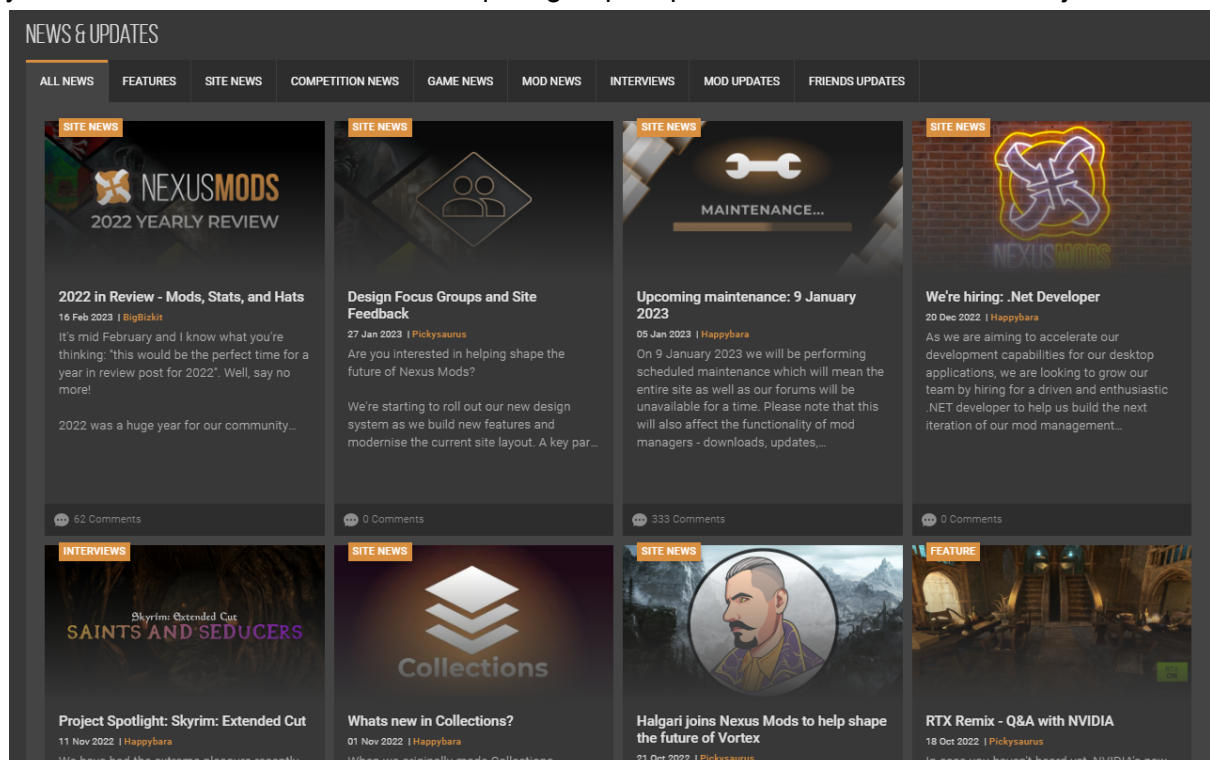 NEWS & UPDATES
ALL NEWS FEATURES SITE NEWS COMPETITION NEWS GAME NEWS MOD NEWS INTERVIEWS MOD UPDATES FRIENDS UPDATES
SITE NEWS
NEXUSMODS
2022 YEARLY REVIEW
2022 in Review - Mods, Stats, and Hats
16 Feb 2023 | BigBizkit
It's mid February and I know what you're
thinking: "this would be the perfect time for a
year in review post for 2022". Well, say no
more!
2022 was a huge year for our community...
62 Comments
SITE NEWS
Design Focus Groups and Site
Feedback
27 Jan 2023 | Pickysaurus
Are you interested in helping shape the
future of Nexus Mods?
We're starting to roll out our new design
system as we build new features and
modernise the current site layout. A key par...
0 Comments
SITE NEWS
MAINTENANCE...
Upcoming maintenance: 9 January
2023
05 Jan 2023 | Happybara
On 9 January 2023 we will be performing
scheduled maintenance which will mean the
entire site as well as our forums will be
unavailable for a time. Please note that this
will also affect the functionality of mod
managers - downloads, updates,...
333 Comments
SITE NEWS
NEXUSMODS
We're hiring: .Net Developer
20 Dec 2022 | Happybara
As we are aiming to accelerate our
development capabilities for our desktop
applications, we are looking to grow our
team by hiring for a driven and enthusiastic
.NET developer to help us build the next
iteration of our mod management...
0 Comments
INTERVIEWS
Skyrim: Extended Cut
SAINTS AND SEDUCERS
Project Spotlight: Skyrim: Extended Cut
11 Nov 2022 | Happybara
SITE NEWS
Collections
Whats new in Collections?
01 Nov 2022 | Happybara
SITE NEWS
Halgari joins Nexus Mods to help shape
the future of Vortex
21 Oct 2022 | Pickysaurus
FEATURE
RTX
ON
RTX Remix - Q&A with NVIDIA
18 Oct 2022 | Pickysaurus